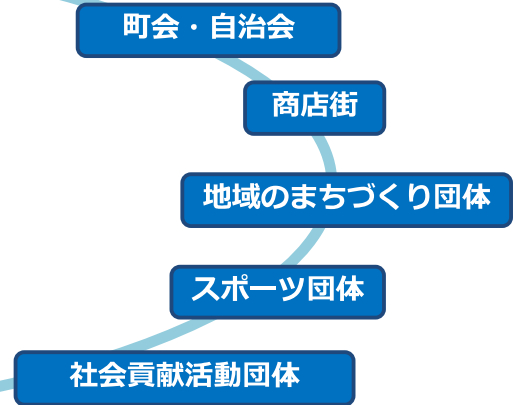 町会・自治会
商店街
地域のまちづくり団体
スポーツ団体
社会貢献活動団体